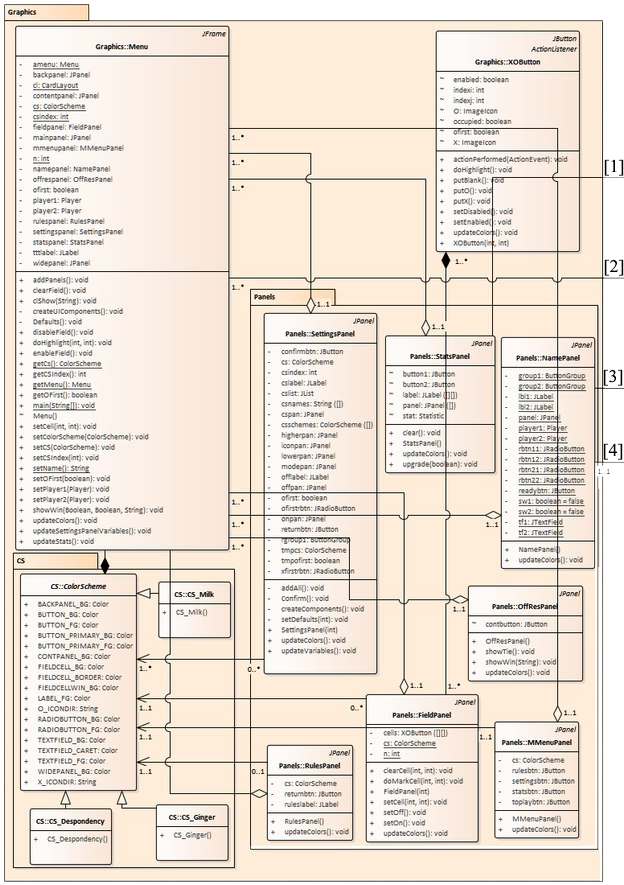 Graphics
JFrame
Graphics::Menu
- amenu: Menu
- backpanel: JPanel
- cl: CardLayout
- contentpanel: JPanel
- cs: ColorScheme
- csindex: int
- fieldpanel: FieldPanel
- mainpanel: JPanel
- mmenupanel: MMenuPanel
- n: int
- namepanel: NamePanel
- offrespanel: OffResPanel
- ofirst: boolean
- player1: Player
- player2: Player
- rulespanel: RulesPanel
- settingspanel: SettingsPanel
- statspanel: StatsPanel
- tttlabel: JLabel
- widepanel: JPanel
+ addPanels(): void
+ clearField(): void
+ clShow(String): void
- createUIComponents(): void
- Defaults(): void
+ disableField(): void
+ doHighlight(int, int): void
+ enableField(): void
+ getCs(): ColorScheme
+ getCSIndex(): int
+ getMenu(): Menu
+ getOFirst(): boolean
+ main(String[]): void
~ Menu()
+ setCell(int, int): void
+ setColorScheme(ColorScheme): void
+ setCS(ColorScheme): void
+ setCSIndex(int): void
+ setName(): String
+ setOFirst(boolean): void
+ setPlayer1(Player): void
+ setPlayer2(Player): void
+ showWin(Boolean, Boolean, String): void
+ updateColors(): void
+ updateSettingsPanelVariables(): void
+ updateStats(): void
JButton
ActionListener
Graphics::XOButton
~ enabled: boolean
~ indexi: int
~ indexj: int
~ O: ImageIcon
~ occupied: boolean
~ ofirst: boolean
~ X: ImageIcon
+ actionPerformed(ActionEvent): void
+ doHighlight(): void
+ putBlank(): void
+ putO(): void
+ putX(): void
+ setDisabled(): void
+ setEnabled(): void
+ updateColors(): void
+ XOButton(int, int)
[1]
[2]
[3]
[4]
1..*
1..*
1..*
1..*
1..*
1..1
1..1
Panels
JPanel
Panels::SettingsPanel
- confirmbtn: JButton
- cs: ColorScheme
- csindex: int
- cslabel: JLabel
- cslist: JList
- csnames: String ([])
- cspan: JPanel
- csschemes: ColorScheme ([])
- higherpan: JPanel
- iconpan: JPanel
- lowerpan: JPanel
- modepan: JPanel
- offlabel: JLabel
- offpan: JPanel
- ofirst: boolean
- ofirstrbtn: JRadioButton
- onpan: JPanel
- returnbtn: JButton
- rgroup1: ButtonGroup
- tmpcs: ColorScheme
- tmpofirst: boolean
- xfirstrbtn: JRadioButton
- addAll(): void
- Confirm(): void
- createComponents(): void
- setDefaults(int): void
+ SettingsPanel(int)
+ updateColors(): void
+ updateVariables(): void
JPanel
Panels::StatsPanel
~ button1: JButton
~ button2: JButton
~ label: JLabel ([][])
~ panel: JPanel ([])
~ stat: Statistic
+ clear(): void
+ StatsPanel()
+ updateColors(): void
+ upgrade(boolean): void
JPanel
Panels::NamePanel
- group1: ButtonGroup
- group2: ButtonGroup
- lbl1: JLabel
- lbl2: JLabel
- panel: JPanel
- player1: Player
- player2: Player
- rbtn11: JRadioButton
- rbtn12: JRadioButton
- rbtn21: JRadioButton
- rbtn22: JRadioButton
- readybtn: JButton
- sw1: boolean = false
- sw2: boolean = false
- tf1: JTextField
- tf2: JTextField
+ NamePanel()
+ updateColors(): void
1..1
1..*
1..*
1..*
1..1
1..1
JPanel
Panels::OffResPanel
~ contbutton: JButton
- OffResPanel()
+ showTie(): void
+ showWin(String): void
+ updateColors(): void
CS
CS::ColorScheme
+ BACKPANEL_BG: Color
+ BUTTON_BG: Color
+ BUTTON_FG: Color
+ BUTTON_PRIMARY_BG: Color
+ BUTTON_PRIMARY_FG: Color
+ CONTPANEL_BG: Color
+ FIELDCELL_BG: Color
+ FIELDCELL_BORDER: Color
+ FIELDCELLWIN_BG: Color
+ LABEL_FG: Color
+ O_ICONDIR: String
+ RADIOBUTTON_BG: Color
+ RADIOBUTTON_FG: Color
+ TEXTFIELD_BG: Color
+ TEXTFIELD_CARET: Color
+ TEXTFIELD_FG: Color
+ WIDEPANEL_BG: Color
+ X_ICONDIR: String
CS::CS_Milk
+ CS_Milk()
CS::CS_Despondency
+ CS_Despondency()
CS::CS_Ginger
+ CS_Ginger()
1..*
0..*
1..1
0..*
1..1
1..1
1..1
1..*
1..1
1..1
0..1
JPanel
Panels::FieldPanel
- cells: XOButton ([][])
- cs: ColorScheme
- n: int
+ clearCell(int, int): void
+ doMarkCell(int, int): void
+ FieldPanel(int)
+ setCell(int, int): void
+ setOff(): void
+ setOn(): void
+ updateColors(): void
JPanel
Panels::RulesPanel
- cs: ColorScheme
- returnbtn: JButton
- ruleslabel: JLabel
+ RulesPanel()
+ updateColors(): void
JPanel
Panels::MMenuPanel
- cs: ColorScheme
- rulesbtn: JButton
- settingsbtn: JButton
- statsbtn: JButton
- toplaybtn: JButton
+ MMenuPanel()
+ updateColors(): void